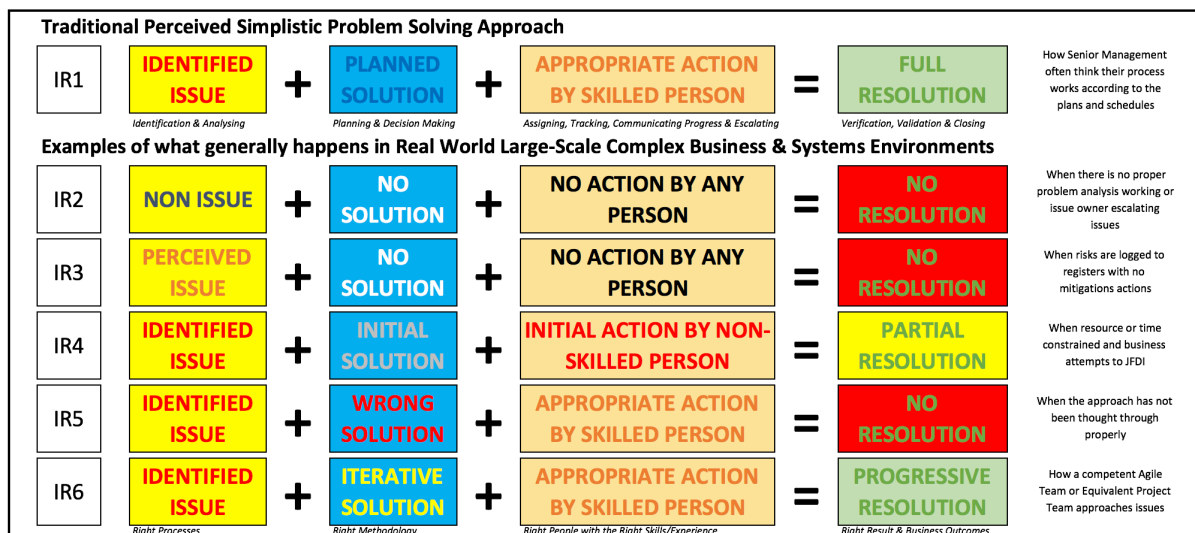 Traditional Perceived Simplistic Problem Solving Approach
IR1
IDENTIFIED
ISSUE
+
PLANNED
SOLUTION
+
APPROPRIATE ACTION
BY SKILLED PERSON
=
FULL
RESOLUTION
How Senior Management
often think their process
works according to the
plans and schedules
Identification & Analysing
Planning & Decision Making
Assigning, Tracking, Communicating Progress & Escalating
Verification, Validation & Closing
Examples of what generally happens in Real World Large-Scale Complex Business & Systems Environments
IR2
NON ISSUE
+
NO
SOLUTION
+
NO ACTION BY ANY
PERSON
=
NO
RESOLUTION
When there is no proper
problem analysis working or
issue owner escalating
issues
IR3
PERCEIVED
ISSUE
+
NO
SOLUTION
+
NO ACTION BY ANY
PERSON
=
NO
RESOLUTION
When risks are logged to
registers with no
mitigations actions
IR4
IDENTIFIED
ISSUE
+
INITIAL
SOLUTION
+
INITIAL ACTION BY NON-
SKILLED PERSON
=
PARTIAL
RESOLUTION
When resource or time
constrained and business
attempts to JFDI
IR5
IDENTIFIED
ISSUE
+
WRONG
SOLUTION
+
APPROPRIATE ACTION
BY SKILLED PERSON
=
NO
RESOLUTION
When the approach has not
been thought through
properly
IR6
IDENTIFIED
ISSUE
+
ITERATIVE
SOLUTION
+
APPROPRIATE ACTION
BY SKILLED PERSON
=
PROGRESSIVE
RESOLUTION
How a competent Agile
Team or Equivalent Project
Team approaches issues
Right Processes
Right Methodology
Right People with the Right Skills/Experience
Right Result & Business Outcomes